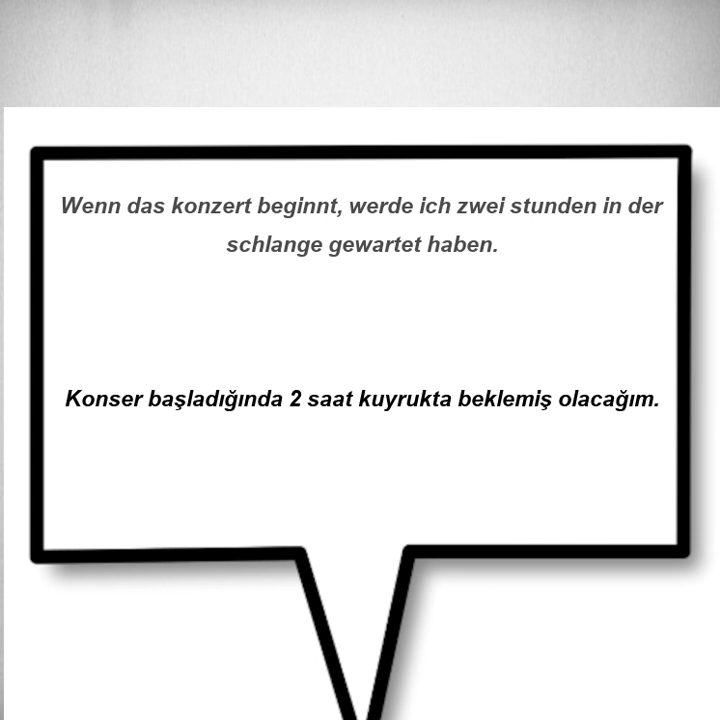 Wenn das konzert beginnt, werde ich zwei stunden in der
schlange gewartet haben.
Konser başladığında 2 saat kuyrukta beklemiş olacağım.